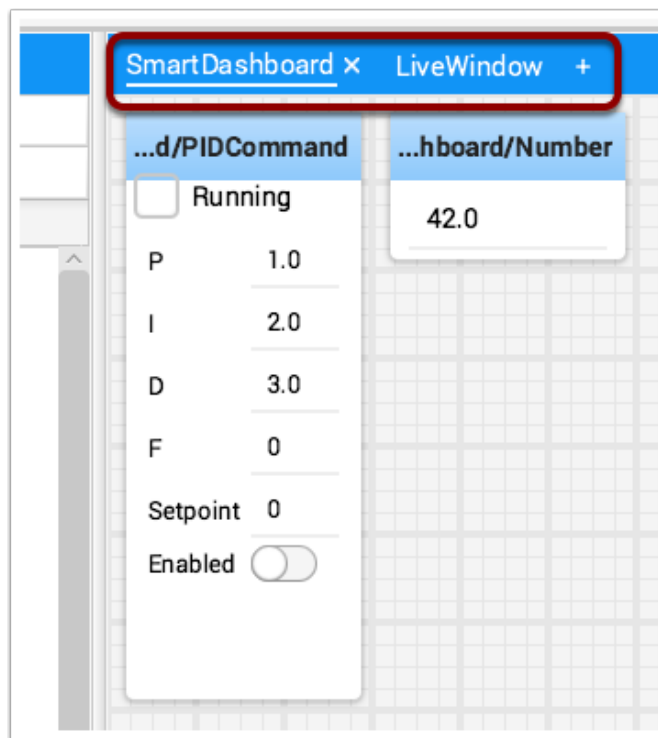 SmartDashboard × LiveWindow +
...d/PIDCommand
Running
P 1.0
I 2.0
D 3.0
F 0
Setpoint 0
Enabled
...hboard/Number
42.0